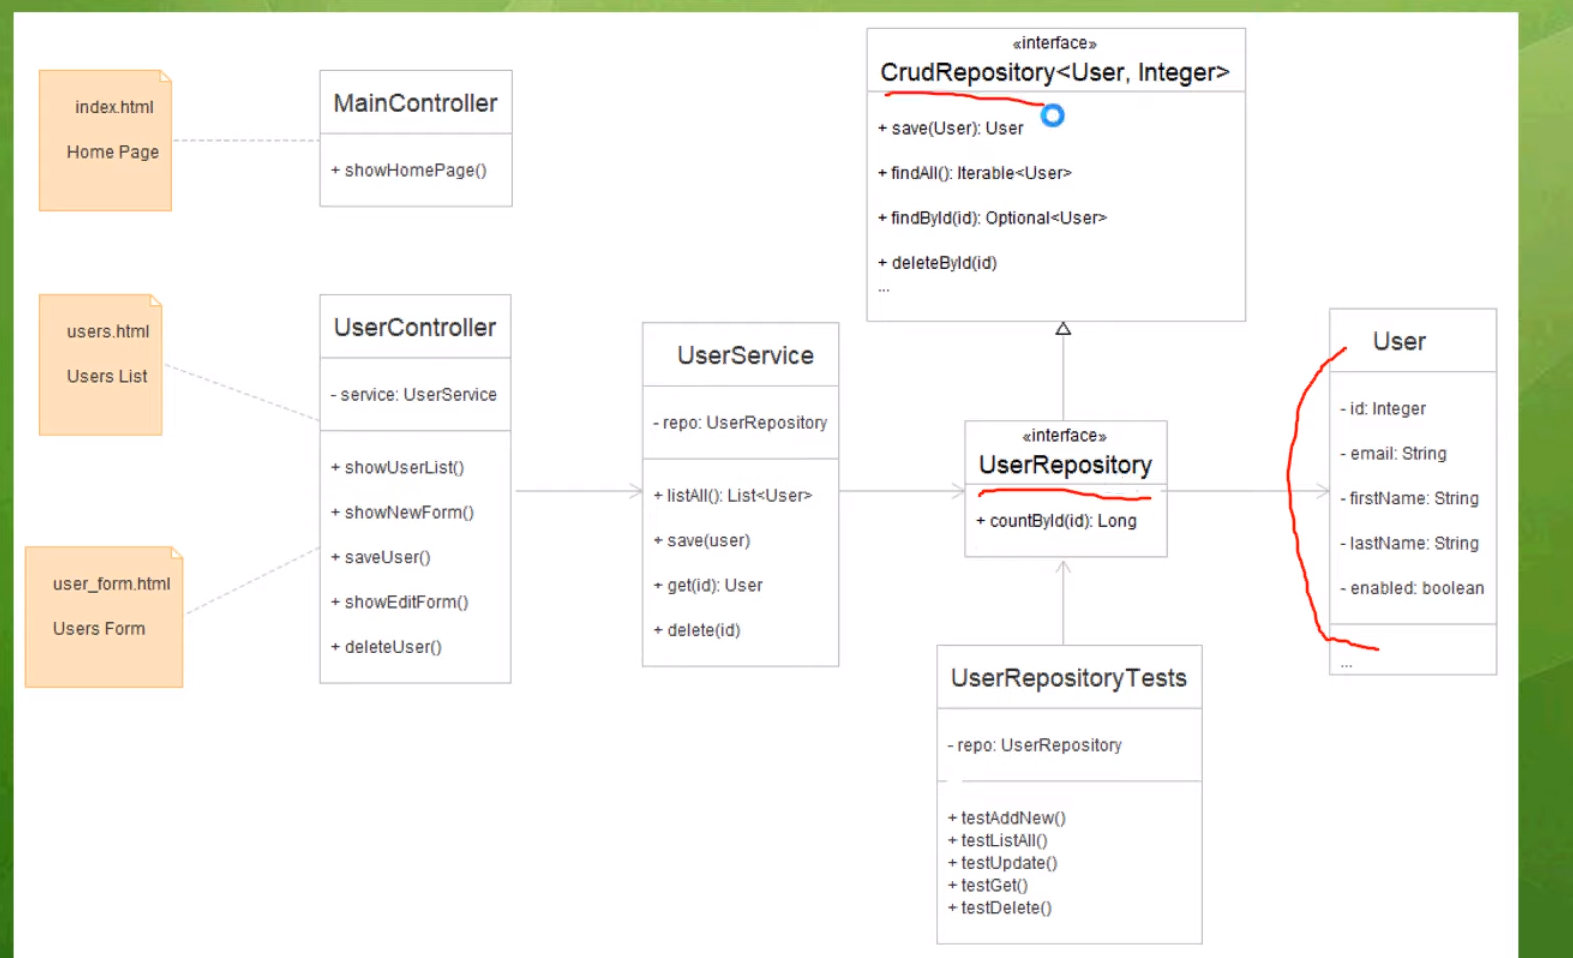 index.html
Home Page
MainController
+ showHomePage()
«interface»
CrudRepository<User, Integer>
+ save(User): User
+ findAll(): Iterable<User>
+ findById(id): Optional<User>
+ deleteById(id)
...
users.html
Users List
user_form.html
Users Form
UserController
- service: UserService
+ showUserList()
+ showNewForm()
+ saveUser()
+ showEditForm()
+ deleteUser()
UserService
- repo: UserRepository
+ listAll(): List<User>
+ save(user)
+ get(id): User
+ delete(id)
«interface»
UserRepository
+ countById(id): Long
User
- id: Integer
- email: String
- firstName: String
- lastName: String
- enabled: boolean
...
UserRepositoryTests
- repo: UserRepository
+ testAddNew()
+ testListAll()
+ testUpdate()
+ testGet()
+ testDelete()